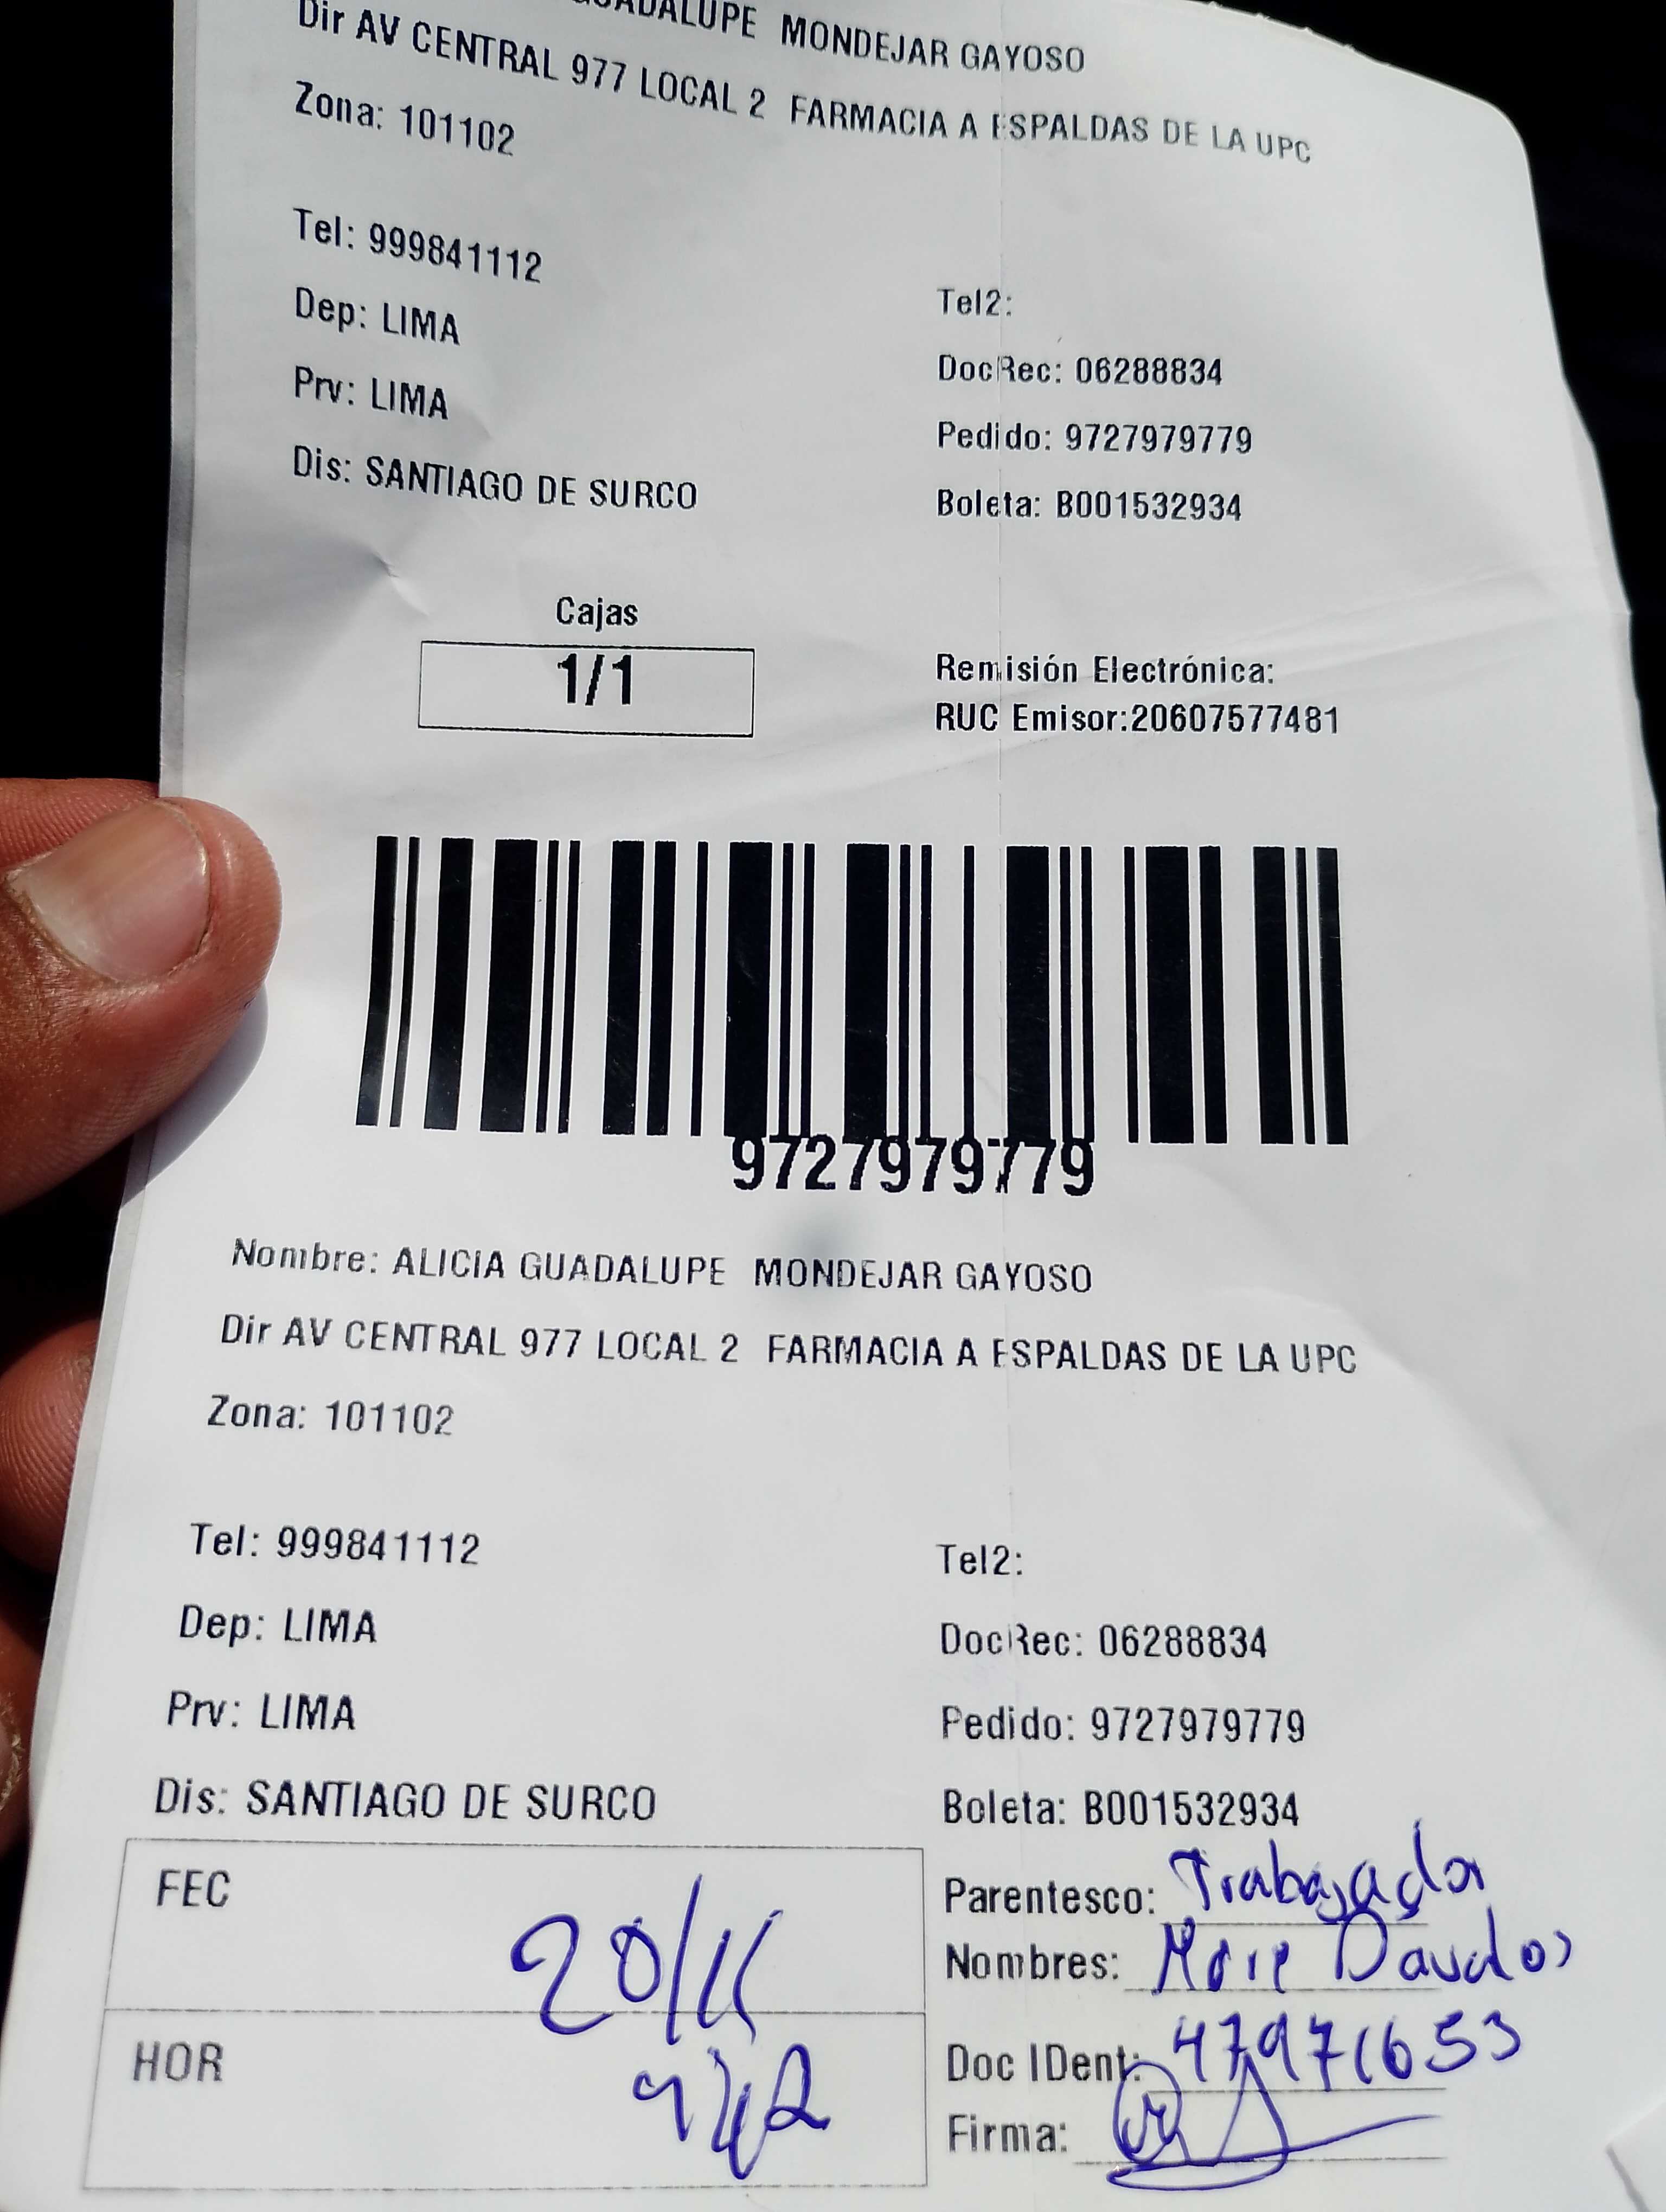 GUADALUPE MONDEJAR GAYOSO
Dir AV CENTRAL 977 LOCAL 2 FARMACIA A ESPALDAS DE LA UPC
Zona: 101102
Tel: 999841112
Tel2:
Dep: LIMA
DocRec: 06288834
Prv: LIMA
Pedido: 9727979779
Dis: SANTIAGO DE SURCO
Boleta: B001532934
Cajas
1/1
Remisión Electrónica:
RUC Emisor:20607577481
9727979779
Nombre: ALICIA GUADALUPE MONDEJAR GAYOSO
Dir AV CENTRAL 977 LOCAL 2 FARMACIA A ESPALDAS DE LA UPC
Zona: 101102
Tel: 999841112
Tel2:
Dep: LIMA
DocRec: 06288834
Prv: LIMA
Pedido: 9727979779
Dis: SANTIAGO DE SURCO
Boleta: B001532934
FEC 20/11
Parentesco: Trabajador
Nombres:
HOR
Doc IDent: 47971653
Firma: